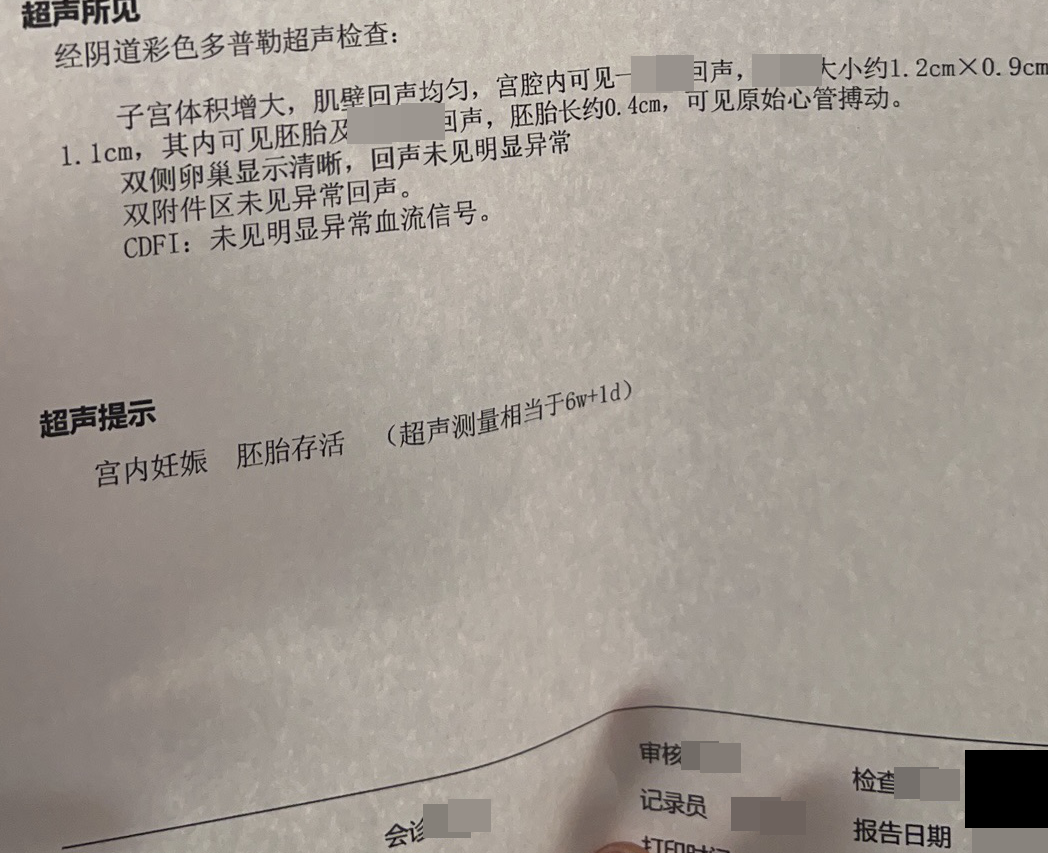 超声所见
经阴道彩色多普勒超声检查：
子宫体积增大，肌壁回声均匀，宫腔内可见一回声，大小约1.2cm×0.9cm
1.1cm，其内可见胚胎及回声，胚胎长约0.4cm，可见原始心管搏动。
双侧卵巢显示清晰，回声未见明显异常
双附件区未见异常回声。
CDFI：未见明显异常血流信号。
超声提示
宫内妊娠 胚胎存活 （超声测量相当于6w+1d）
审核
检查
会诊
记录员
报告日期
打印时间